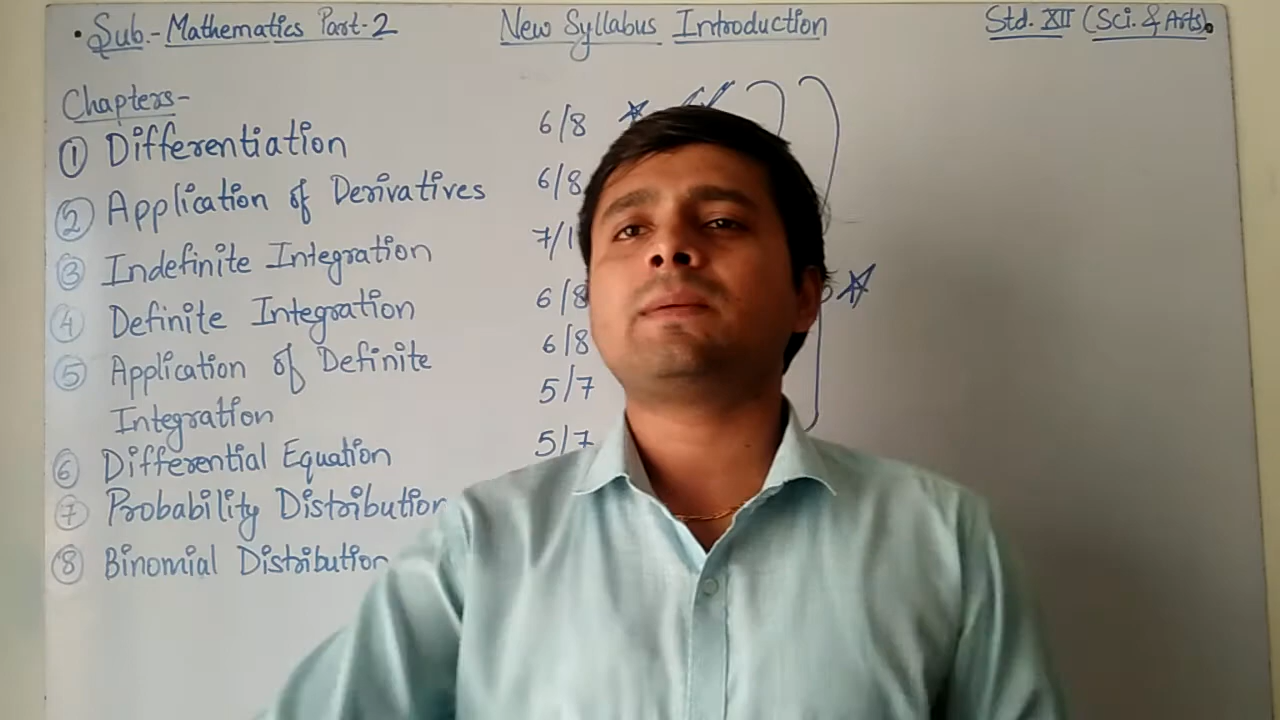 • Sub.- Mathematics Part-2 New Syllabus Introduction Std. XII (Sci. & Arts).
Chapters-
① Differentiation 6/8
② Application of Derivatives 6/8
③ Indefinite Integration
④ Definite Integration 6/8
⑤ Application of Definite 6/8
Integration 5/7
⑥ Differential Equation 5/7
⑦ Probability Distribution
⑧ Binomial Distribution